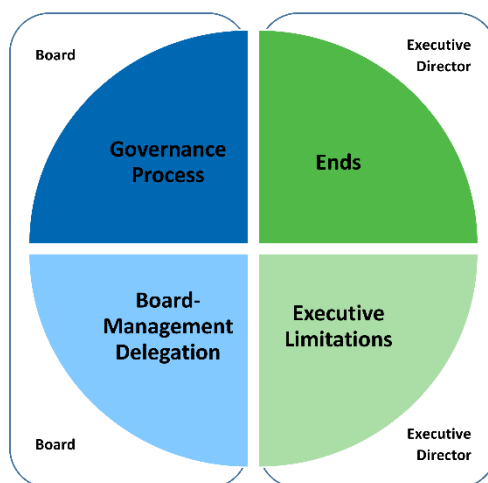 Board
Executive
Director
Governance
Process
Ends
Board-
Management
Delegation
Executive
Limitations
Board
Executive
Director